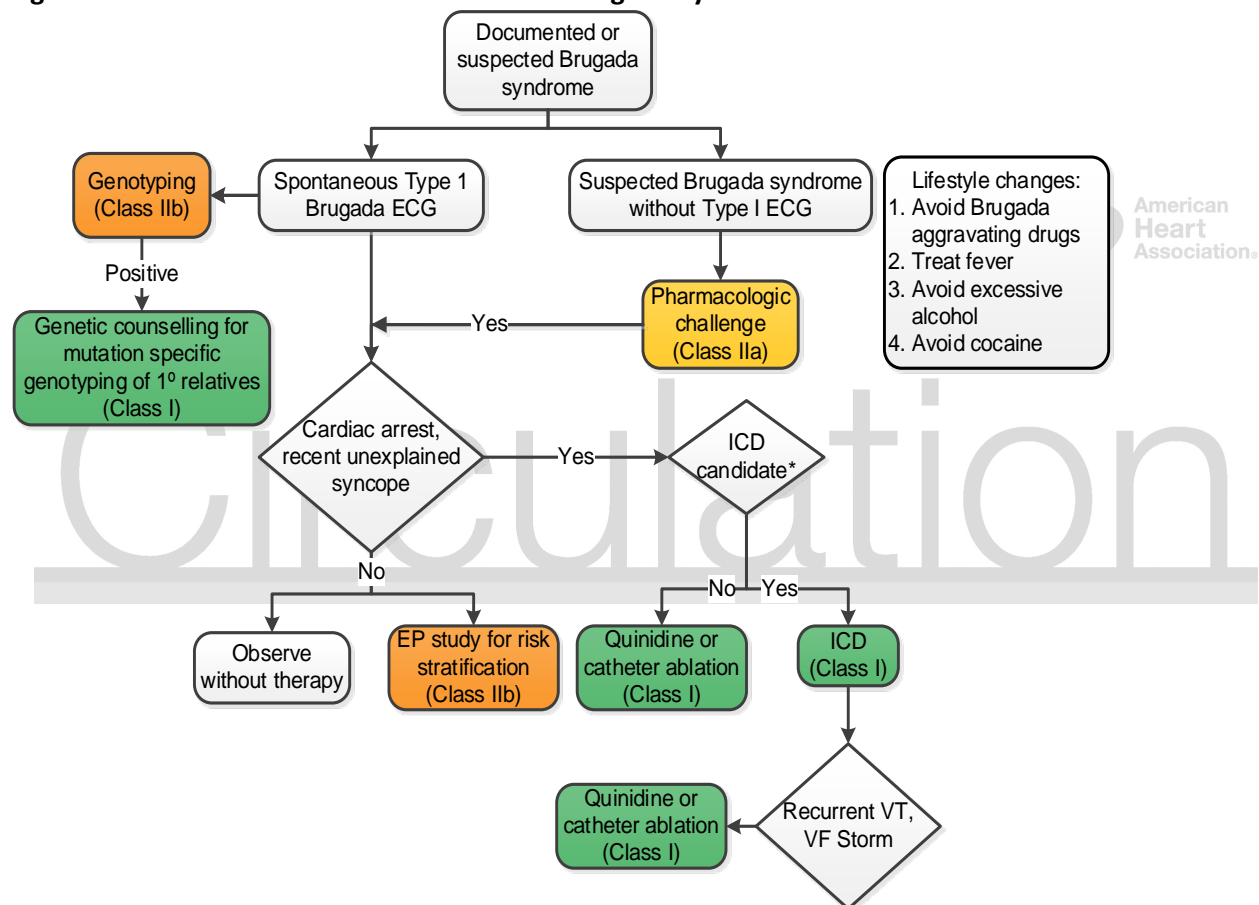 Documented or
suspected Brugada
syndrome
Genotyping
(Class IIb)
Spontaneous Type 1
Brugada ECG
Suspected Brugada syndrome
without Type I ECG
Lifestyle changes:
1. Avoid Brugada
aggravating drugs
2. Treat fever
3. Avoid excessive
alcohol
4. Avoid cocaine
American
Heart
Association®
Positive
Genetic counselling for
mutation specific
genotyping of 1º relatives
(Class I)
Yes
Pharmacologic
challenge
(Class IIa)
Circulation
Cardiac arrest,
recent unexplained
syncope
Yes
ICD
candidate*
No
No
Yes
Observe
without therapy
EP study for risk
stratification
(Class IIb)
Quinidine or
catheter ablation
(Class I)
ICD
(Class I)
Quinidine or
catheter ablation
(Class I)
Recurrent VT,
VF Storm